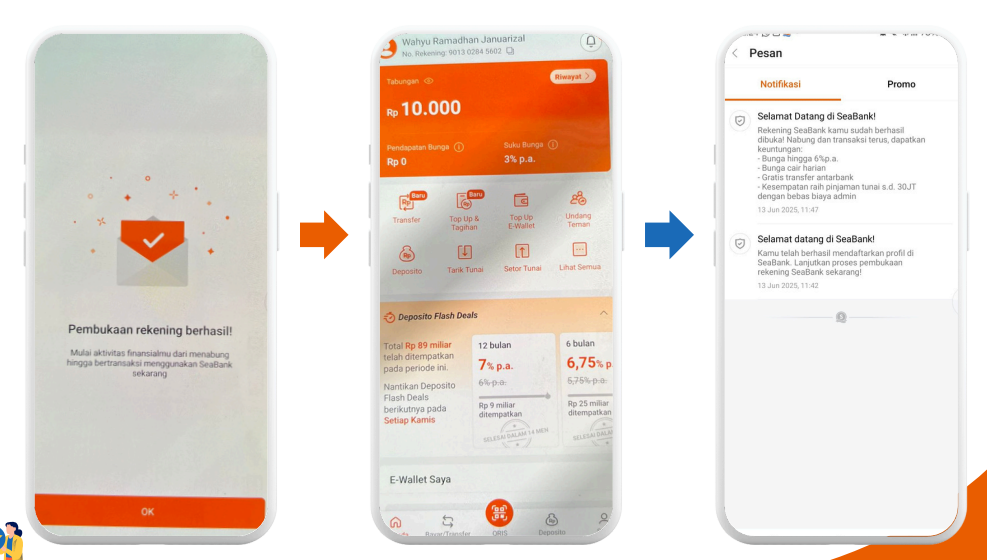 Pembukaan rekening berhasil!
Mulai aktivitas finansialmu dari menabung
hingga bertransaksi menggunakan SeaBank
sekarang
OK
Wahyu Ramadhan Januarizal
No. Rekening: 9013 0284 5602
Tabungan
Riwayat >
Rp 10.000
Pendapatan Bunga
Suku Bunga
Rp 0
3% p.a.
Baru
Baru
Rp
Rp
Transfer
Top Up &
Tagihan
Top Up
E-Wallet
Undang
Teman
Rp
Deposito
Tarik Tunai
Setor Tunai
Lihat Semua
Deposito Flash Deals
Total Rp 89 miliar
telah ditempatkan
pada periode ini.
Nantikan Deposito
Flash Deals
berikutnya pada
Setiap Kamis
12 bulan
7% p.a.
6% p.a.
Rp 9 miliar
ditempatkan
SELESAI DALAM 14 MEN
6 bulan
6,75% p.
5,75% p.a.
Rp 25 miliar
ditempatkan
SELESAI DALA
E-Wallet Saya
Bayar/Transfer
QRIS
Deposito
Pesan
Notifikasi
Promo
Selamat Datang di SeaBank!
Rekening SeaBank kamu sudah berhasil
dibuka! Nabung dan transaksi terus, dapatkan
keuntungan:
- Bunga hingga 6%p.a.
- Bunga cair harian
- Gratis transfer antarbank
- Kesempatan raih pinjaman tunai s.d. 30JT
dengan bebas biaya admin
13 Jun 2025, 11:47
Selamat datang di SeaBank!
Kamu telah berhasil mendaftarkan profil di
SeaBank. Lanjutkan proses pembukaan
rekening SeaBank sekarang!
13 Jun 2025, 11:42